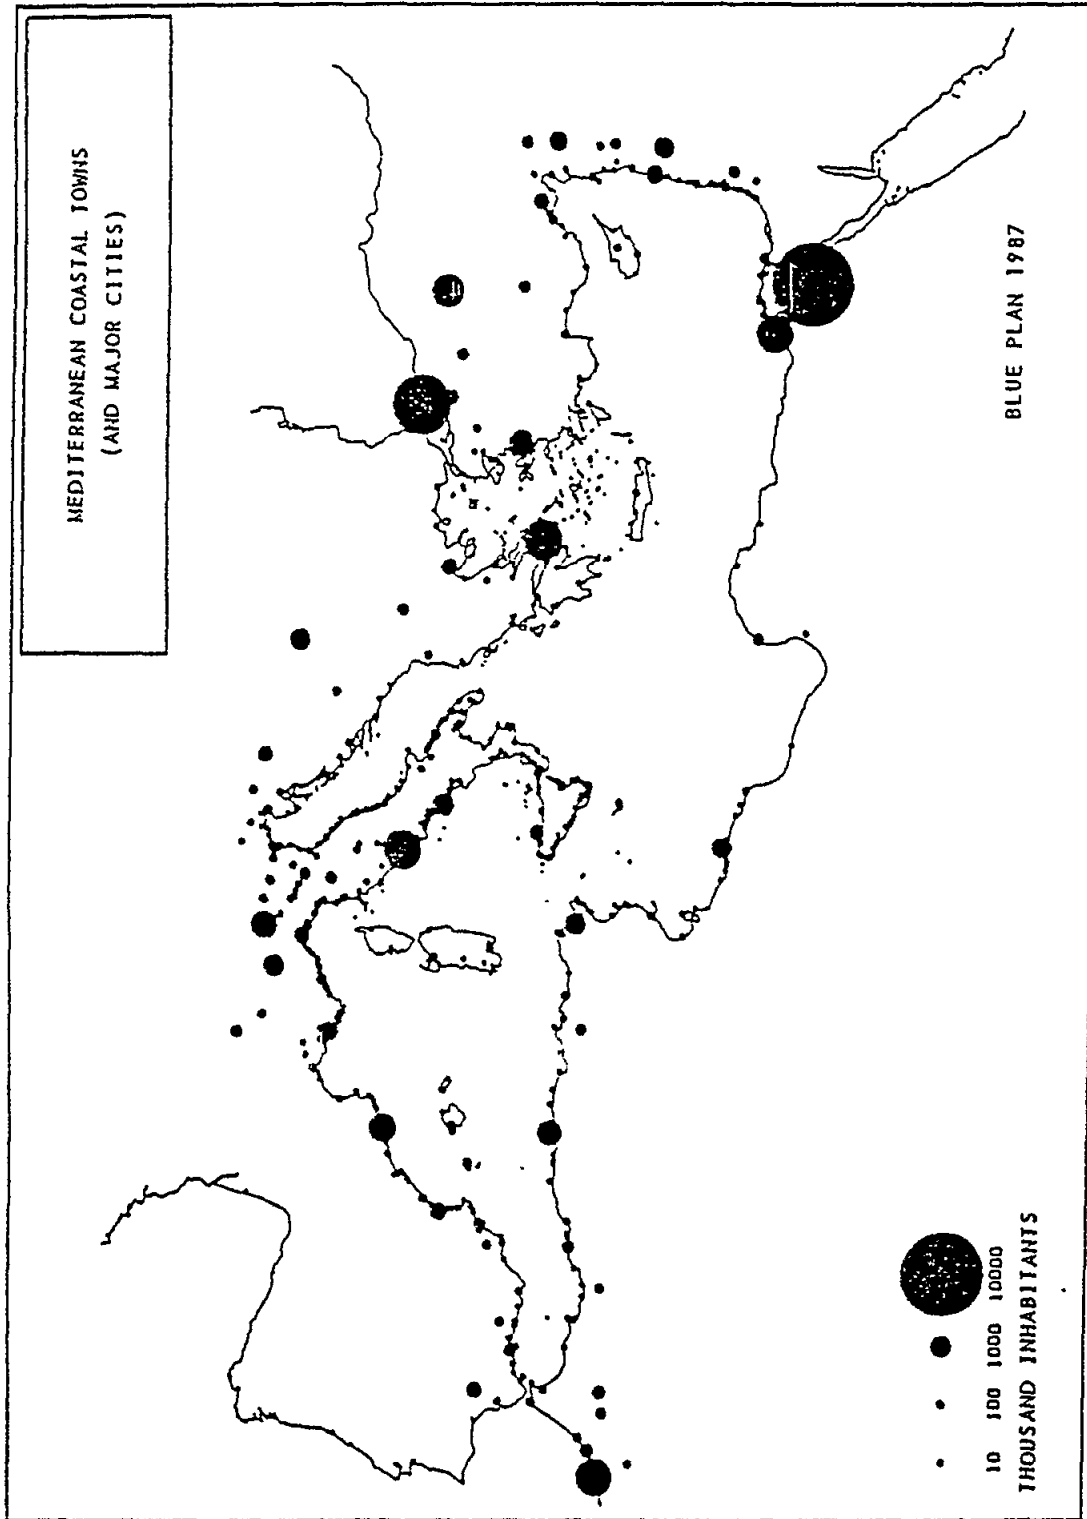 MEDITERRANEAN COASTAL TOWNS
(AND MAJOR CITIES)
BLUE PLAN 1987
10 100 1000 10000
THOUSAND INHABITANTS